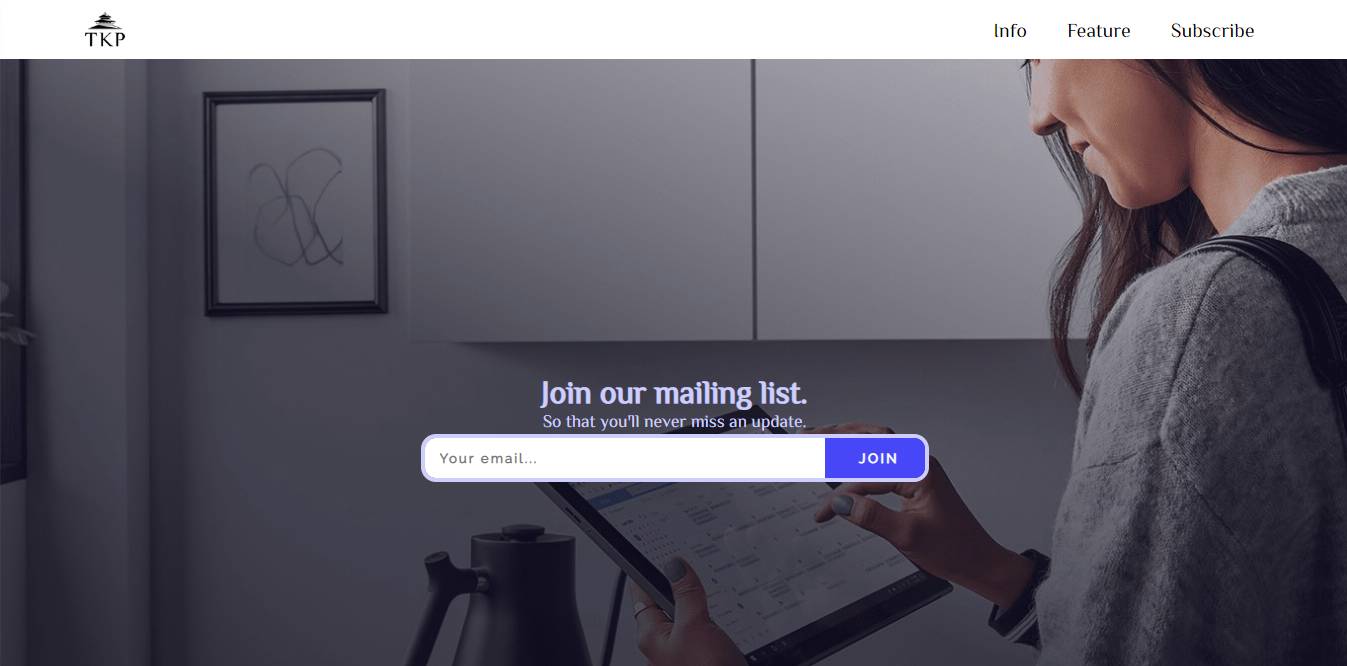 TKP
Info
Feature
Subscribe
Join our mailing list.
So that you'll never miss an update.
Your email...
JOIN